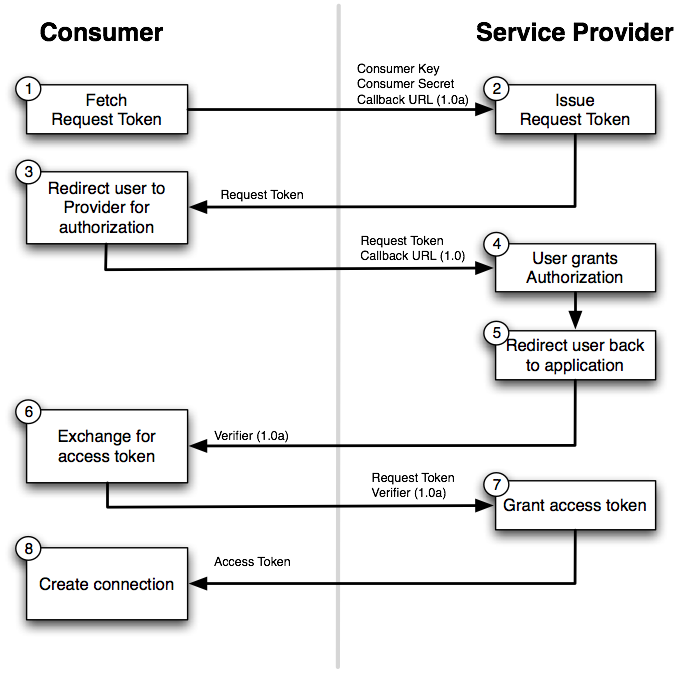 Consumer
Service Provider
Consumer Key
Consumer Secret
Callback URL (1.0a)
1
Fetch
Request Token
2
Issue
Request Token
3
Redirect user to
Provider for
authorization
Request Token
Request Token
Callback URL (1.0)
4
User grants
Authorization
5
Redirect user back
to application
6
Exchange for
access token
Verifier (1.0a)
Request Token
Verifier (1.0a)
7
Grant access token
8
Create connection
Access Token